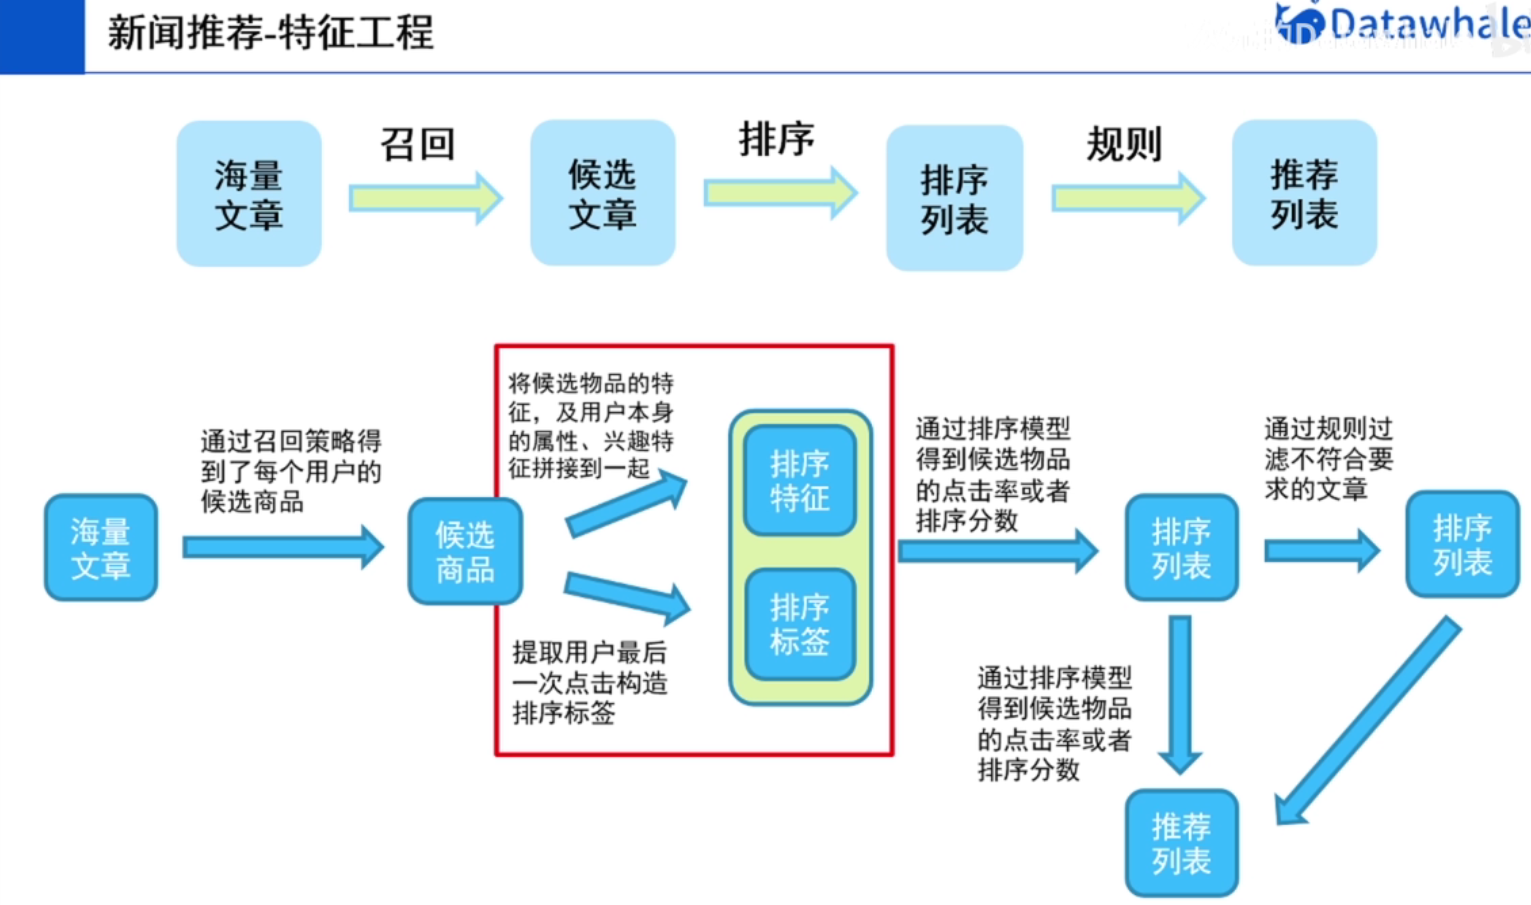 新闻推荐-特征工程
Datawhale
召回
排序
规则
海量
文章
候选
文章
排序
列表
推荐
列表
将候选物品的特
征，及用户本身
的属性、兴趣特
征拼接到一起
通过召回策略得
到了每个用户的
候选商品
通过排序模型
得到候选物品
的点击率或者
排序分数
通过规则过
滤不符合要
求的文章
海量
文章
候选
商品
排序
特征
排序
标签
排序
列表
排序
列表
提取用户最后
一次点击构造
排序标签
通过排序模型
得到候选物品
的点击率或者
排序分数
推荐
列表